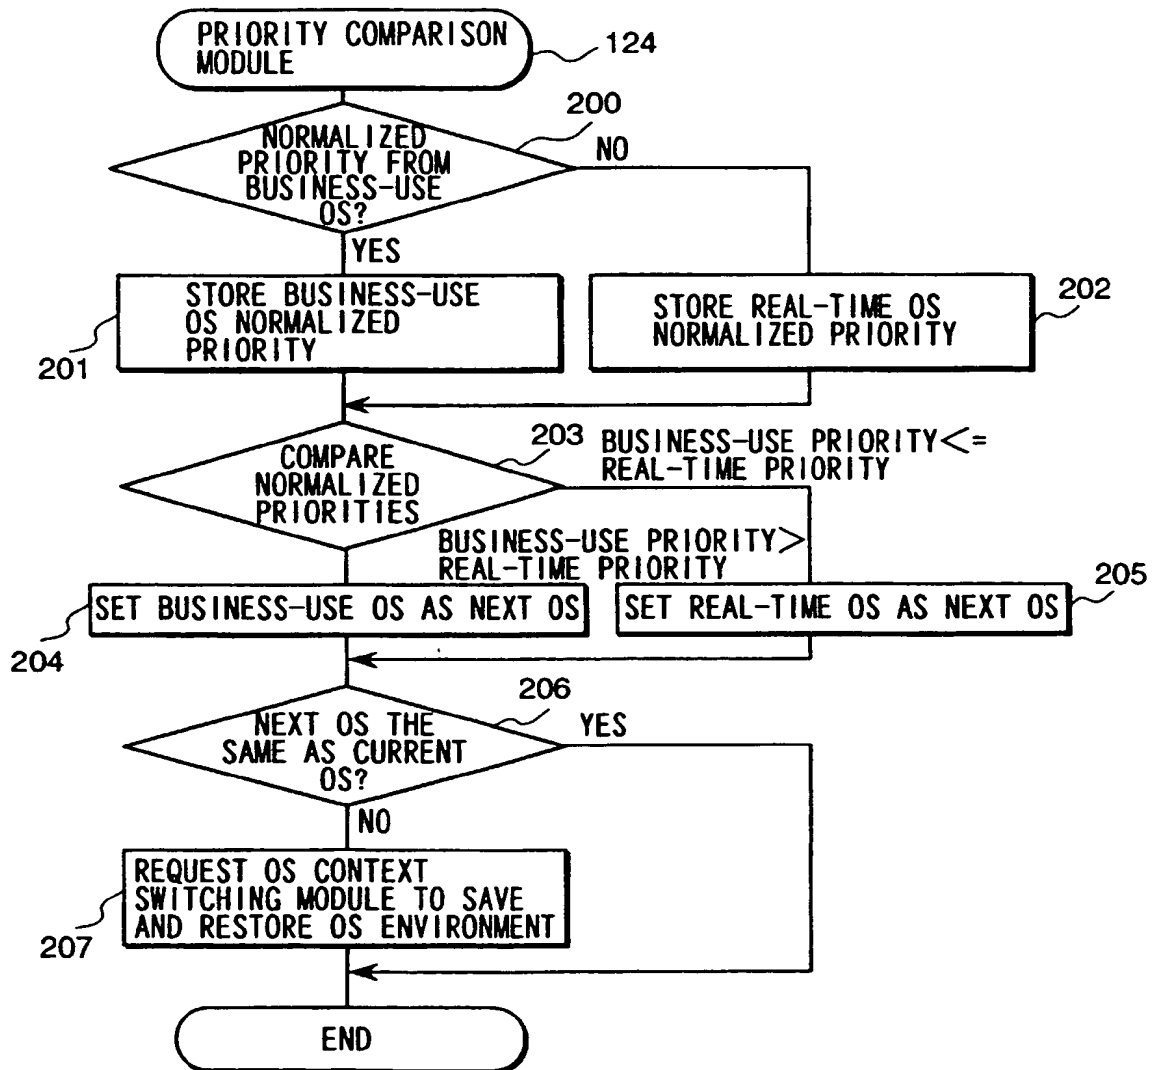 PRIORITY COMPARISON
MODULE
124
200
NORMALIZED
PRIORITY FROM
BUSINESS-USE
OS?
NO
YES
STORE BUSINESS-USE
OS NORMALIZED
PRIORITY
201
STORE REAL-TIME OS
NORMALIZED PRIORITY
202
203
COMPARE
NORMALIZED
PRIORITIES
BUSINESS-USE PRIORITY<=
REAL-TIME PRIORITY
BUSINESS-USE PRIORITY>
REAL-TIME PRIORITY
SET BUSINESS-USE OS AS NEXT OS
204
SET REAL-TIME OS AS NEXT OS
205
206
NEXT OS THE
SAME AS CURRENT
OS?
YES
NO
REQUEST OS CONTEXT
SWITCHING MODULE TO SAVE
AND RESTORE OS ENVIRONMENT
207
END